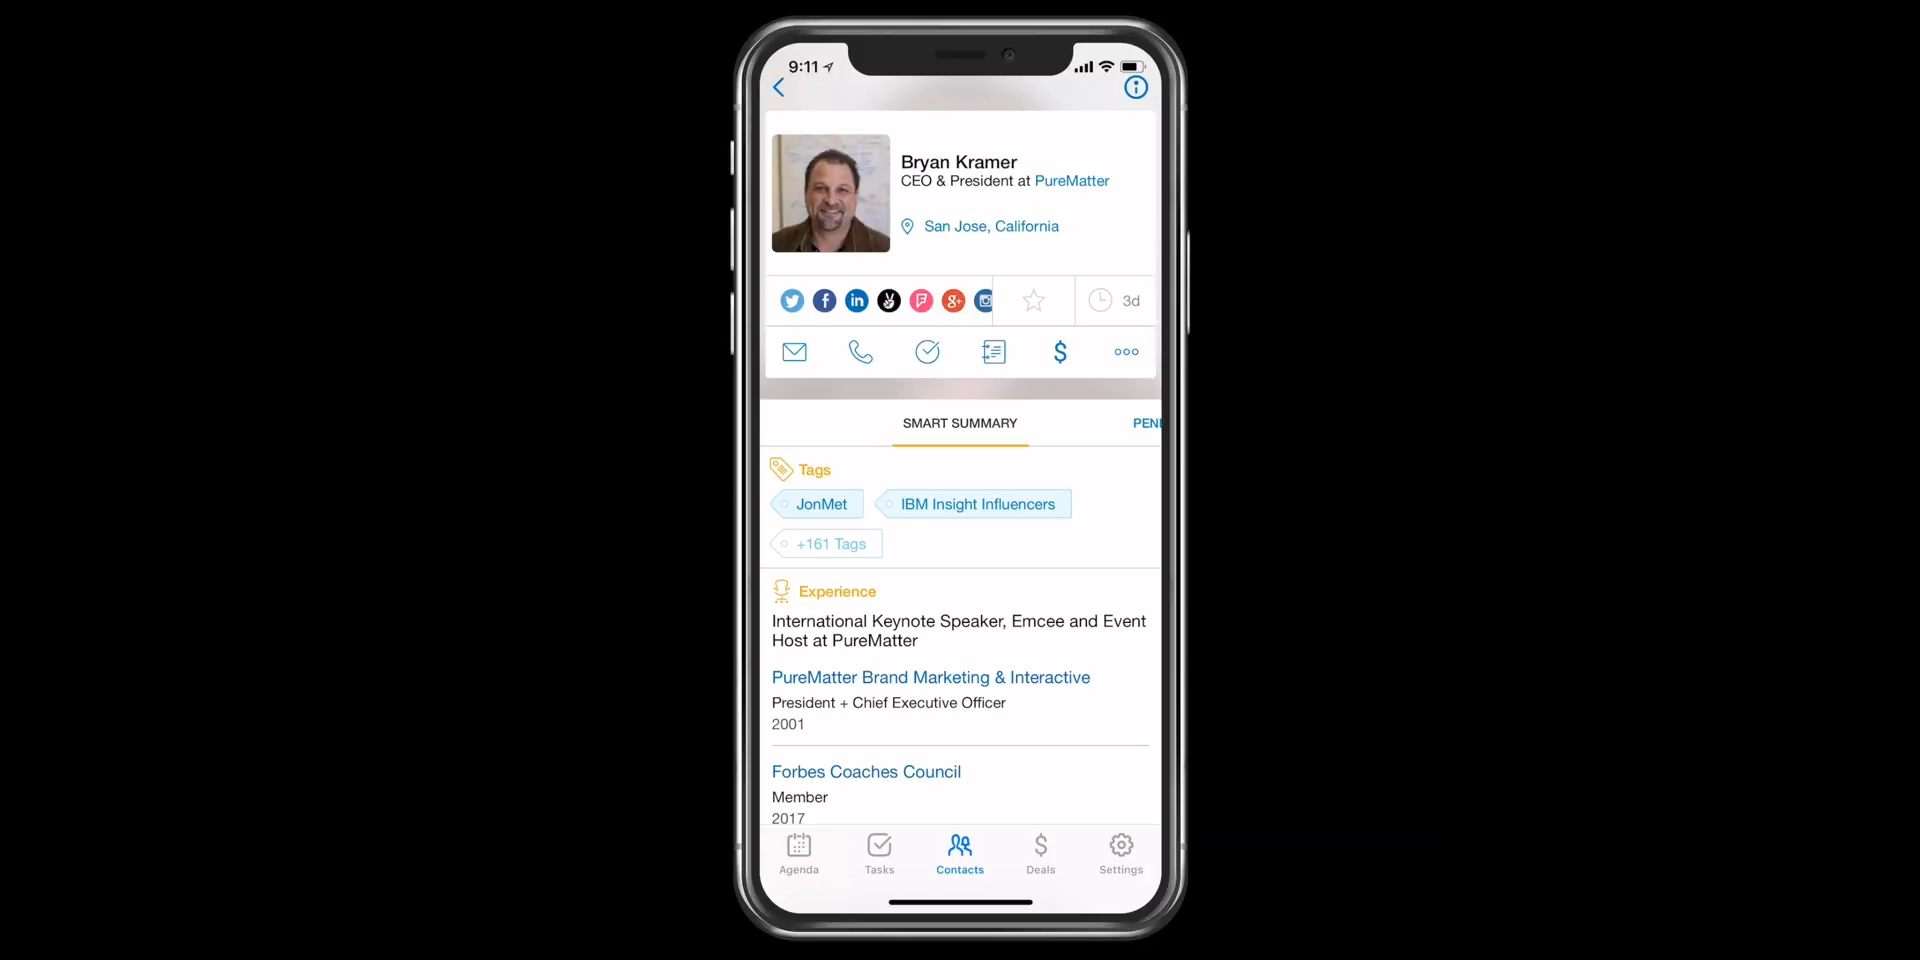 9:11
Bryan Kramer
CEO & President at PureMatter
San Jose, California
3d
SMART SUMMARY
PEN
Tags
JonMet
IBM Insight Influencers
+161 Tags
Experience
International Keynote Speaker, Emcee and Event
Host at PureMatter
PureMatter Brand Marketing & Interactive
President + Chief Executive Officer
2001
Forbes Coaches Council
Member
2017
Agenda
Tasks
Contacts
Deals
Settings